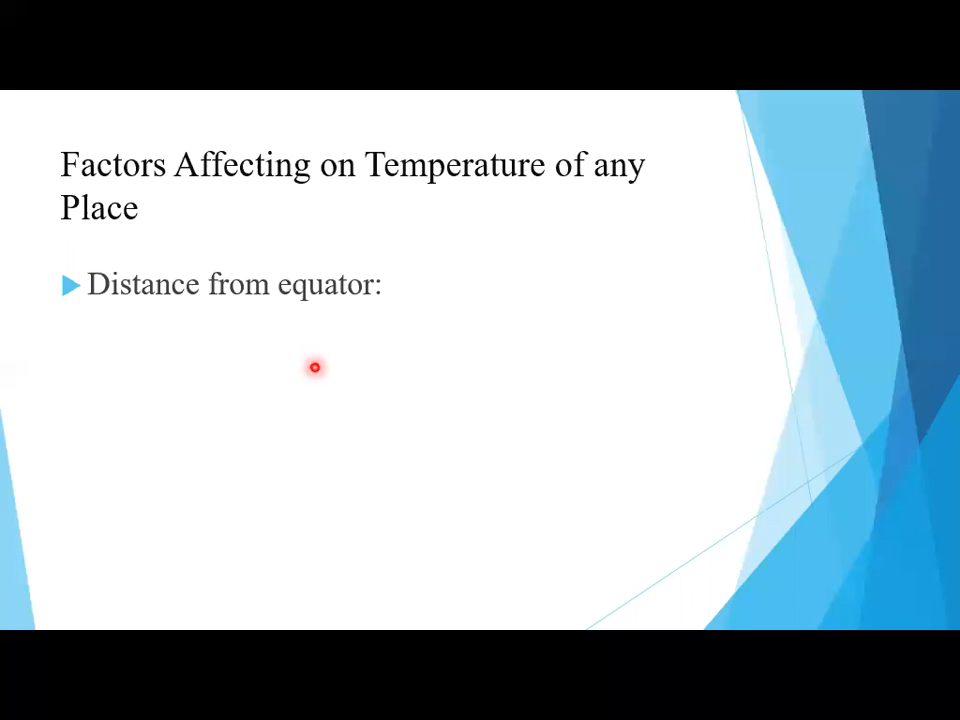 Factors Affecting on Temperature of any
Place
Distance from equator: